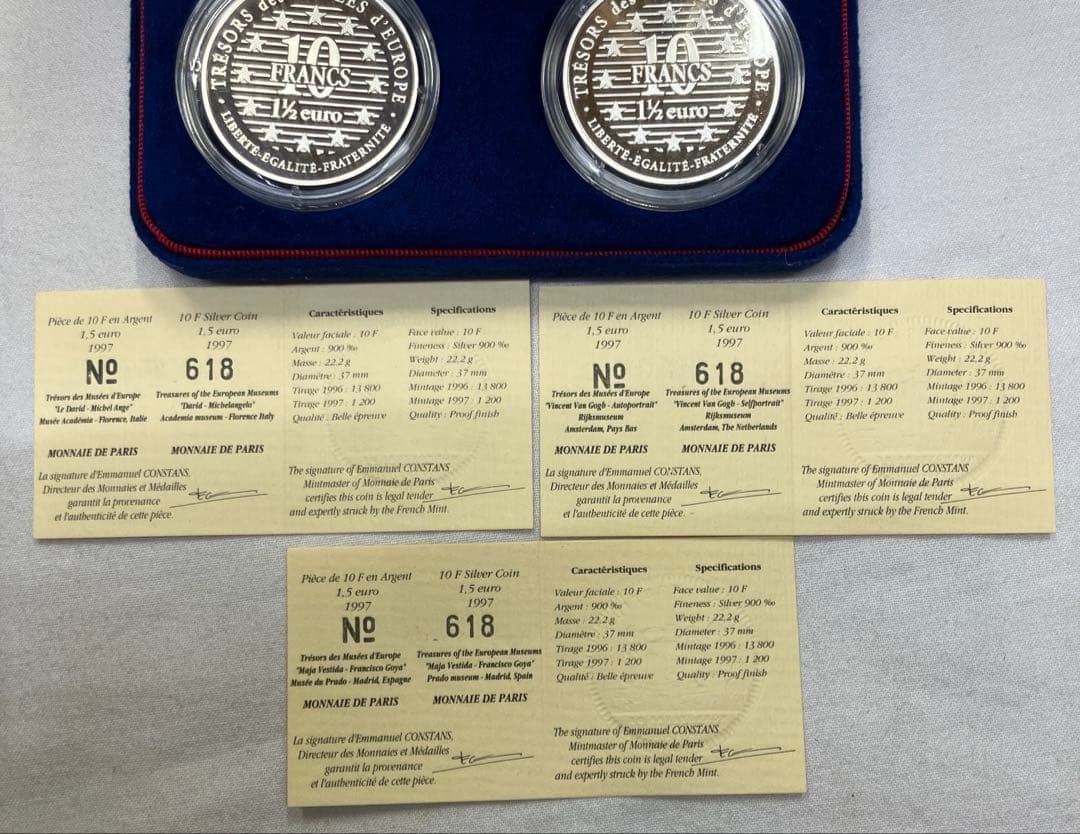 TRÉSORS des MUSÉES d'EUROPE
10
FRANCS
1½ euro
LIBERTÉ-ÉGALITÉ-FRATERNITÉ
TRÉSORS des
10
FRANCS
1½ euro
LIBERTÉ-ÉGALITÉ-FRATERNITÉ
Pièce de 10 F en Argent
1,5 euro
1997
Nº
Trésors des Musées d'Europe
"Le David - Michel Ange"
Musée Acadèmia - Florence, Italie
MONNAIE DE PARIS
10 F Silver Coin
1,5 euro
1997
618
Treasures of the European Museums
"David - Michelangelo"
Academia museum - Florence Italy
MONNAIE DE PARIS
La signature d'Emmanuel CONSTANS,
Directeur des Monnaies et Médailles
garantit la provenance
et l'authenticité de cette pièce.
Caractéristiques
Valeur faciale : 10 F
Argent : 900 ‰
Masse : 22.2 g
Diamètre : 37 mm
Tirage 1996 : 13 800
Tirage 1997 : 1 200
Qualité : Belle épreuve
Specifications
Face value : 10 F
Fineness : Silver 900 ‰
Weight : 22.2 g
Diameter : 37 mm
Mintage 1996 : 13 800
Mintage 1997 : 1 200
Quality : Proof finish
The signature of Emmanuel CONSTANS
Mintmaster of Monnaie de Paris
certifies this coin is legal tender
and expertly struck by the French Mint.
Pièce de 10 F en Argent
1,5 euro
1997
Nº
Trésors des Musées d'Europe
"Vincent Van Gogh - Autoportrait"
Rijksmuseum
Amsterdam, Pays Bas
MONNAIE DE PARIS
10 F Silver Coin
1,5 euro
1997
618
Treasures of the European Museums
"Vincent Van Gogh - Selfportrait"
Rijksmuseum
Amsterdam, The Netherlands
MONNAIE DE PARIS
La signature d'Emmanuel CONSTANS,
Directeur des Monnaies et Médailles
garantit la provenance
et l'authenticité de cette pièce.
Caractéristiques
Valeur faciale : 10 F
Argent : 900 ‰
Masse : 22.2 g
Diamètre : 37 mm
Tirage 1996 : 13 800
Tirage 1997 : 1 200
Qualité : Belle épreuve
Specifications
Face value : 10 F
Fineness : Silver 900 ‰
Weight : 22.2 g
Diameter : 37 mm
Mintage 1996 : 13 800
Mintage 1997 : 1 200
Quality : Proof finish
The signature of Emmanuel CONSTANS
Mintmaster of Monnaie de Paris
certifies this coin is legal tender
and expertly struck by the French Mint.
Pièce de 10 F en Argent
1,5 euro
1997
Nº
Trésors des Musées d'Europe
"Maja Vestida - Francisco Goya"
Musée du Prado - Madrid, Espagne
MONNAIE DE PARIS
10 F Silver Coin
1,5 euro
1997
618
Treasures of the European Museums
"Maja Vestida - Francisco Goya"
Prado museum - Madrid, Spain
MONNAIE DE PARIS
La signature d'Emmanuel CONSTANS,
Directeur des Monnaies et Médailles
garantit la provenance
et l'authenticité de cette pièce.
Caractéristiques
Valeur faciale : 10 F
Argent : 900 ‰
Masse : 22.2 g
Diamètre : 37 mm
Tirage 1996 : 13 800
Tirage 1997 : 1 200
Qualité : Belle épreuve
Specifications
Face value : 10 F
Fineness : Silver 900 ‰
Weight : 22.2 g
Diameter : 37 mm
Mintage 1996 : 13 800
Mintage 1997 : 1 200
Quality : Proof finish
The signature of Emmanuel CONSTANS
Mintmaster of Monnaie de Paris
certifies this coin is legal tender
and expertly struck by the French Mint.